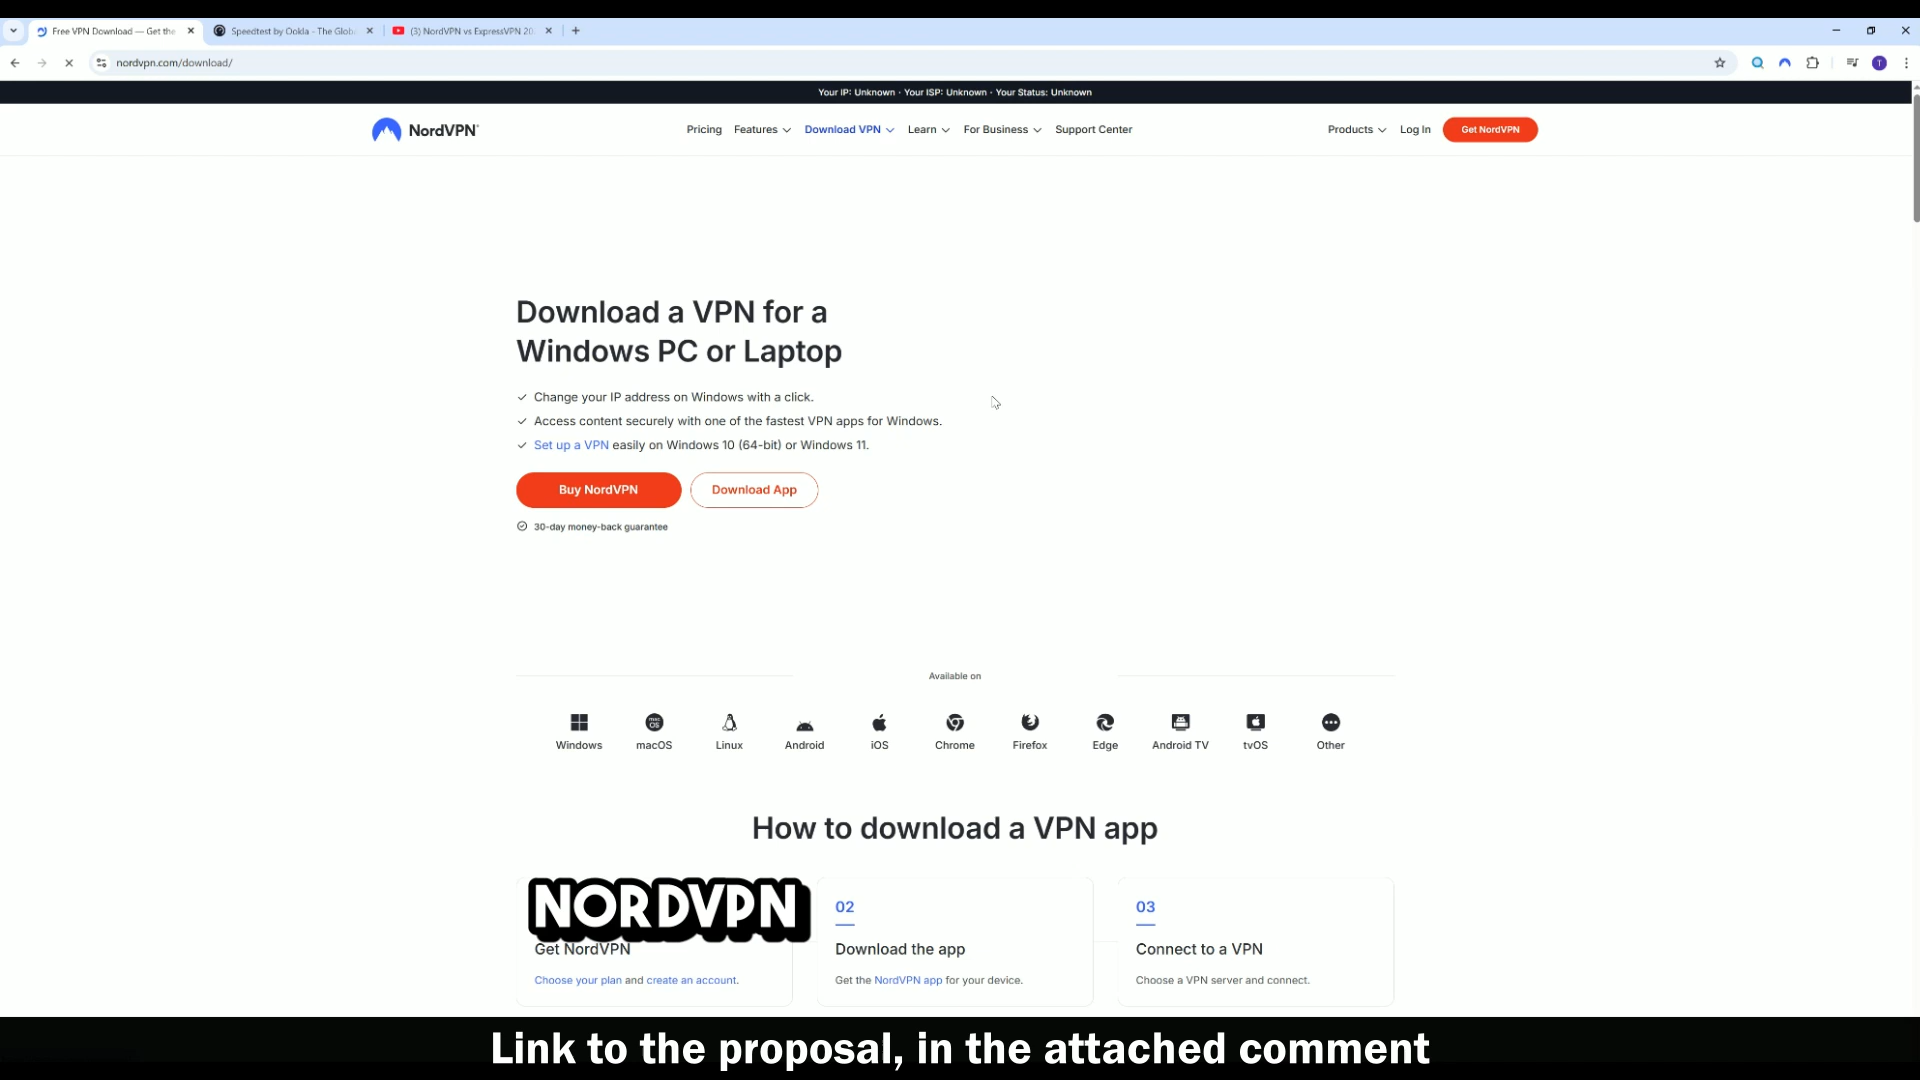 Free VPN Download — Get the
Speedtest by Ookla - The Glob
(3) NordVPN vs ExpressVPN 20
nordvpn.com/download/
T
Your IP: Unknown · Your ISP: Unknown · Your Status: Unknown
NordVPN®
Pricing
Features
Download VPN
Learn
For Business
Support Center
Products
Log In
Get NordVPN
Download a VPN for a
Windows PC or Laptop
Change your IP address on Windows with a click.
Access content securely with one of the fastest VPN apps for Windows.
Set up a VPN easily on Windows 10 (64-bit) or Windows 11.
Buy NordVPN
Download App
30-day money-back guarantee
Available on
macOS
Windows
macOS
Linux
Android
iOS
Chrome
Firefox
Edge
Android TV
tvOS
Other
How to download a VPN app
NORDVPN
Get NordVPN
Choose your plan and create an account.
02
Download the app
Get the NordVPN app for your device.
03
Connect to a VPN
Choose a VPN server and connect.
Link to the proposal, in the attached comment